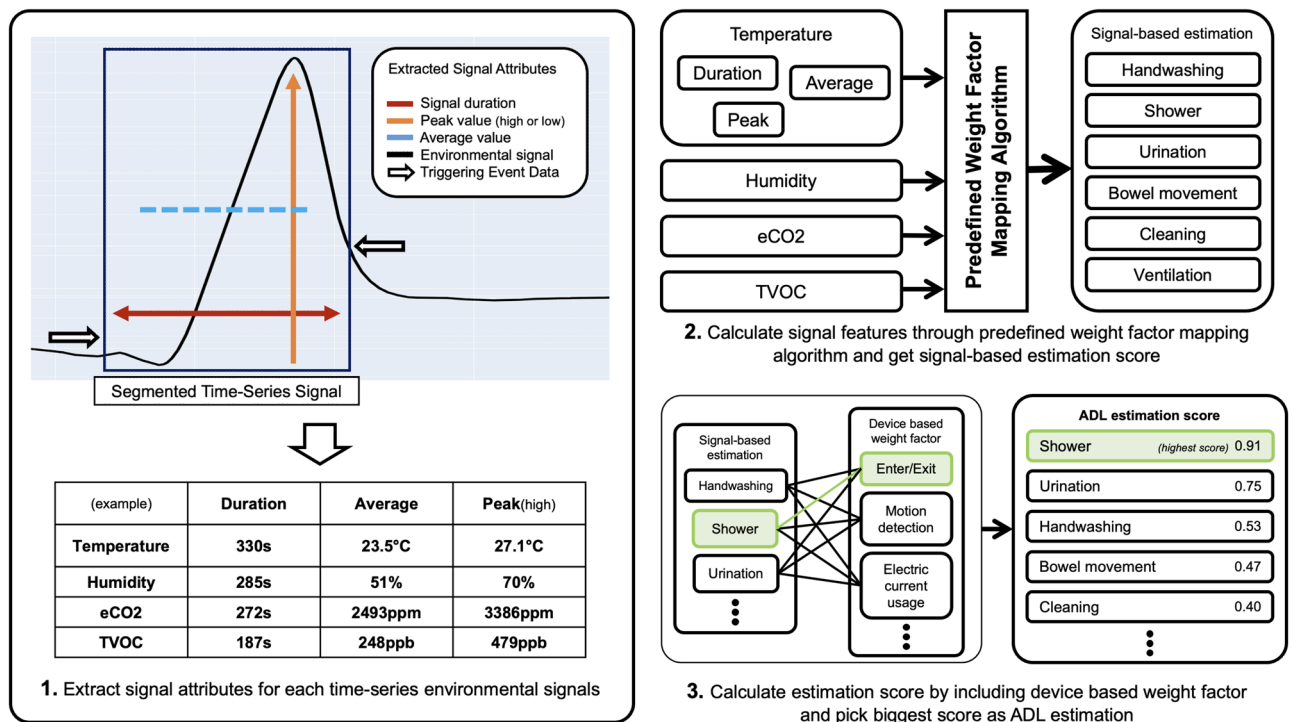 Extracted Signal Attributes
Signal duration
Peak value (high or low)
Average value
Environmental signal
Triggering Event Data
Segmented Time-Series Signal
(example) Duration Average Peak(high)
Temperature 330s 23.5°C 27.1°C
Humidity 285s 51% 70%
eCO2 272s 2493ppm 3386ppm
TVOC 187s 248ppb 479ppb
1. Extract signal attributes for each time-series environmental signals
Temperature
Duration
Average
Peak
Humidity
eCO2
TVOC
Predefined Weight Factor
Mapping Algorithm
Signal-based estimation
Handwashing
Shower
Urination
Bowel movement
Cleaning
Ventilation
2. Calculate signal features through predefined weight factor mapping
algorithm and get signal-based estimation score
Signal-based
estimation
Handwashing
Shower
Urination
Device based
weight factor
Enter/Exit
Motion
detection
Electric
current
usage
ADL estimation score
Shower (highest score) 0.91
Urination 0.75
Handwashing 0.53
Bowel movement 0.47
Cleaning 0.40
3. Calculate estimation score by including device based weight factor
and pick biggest score as ADL estimation